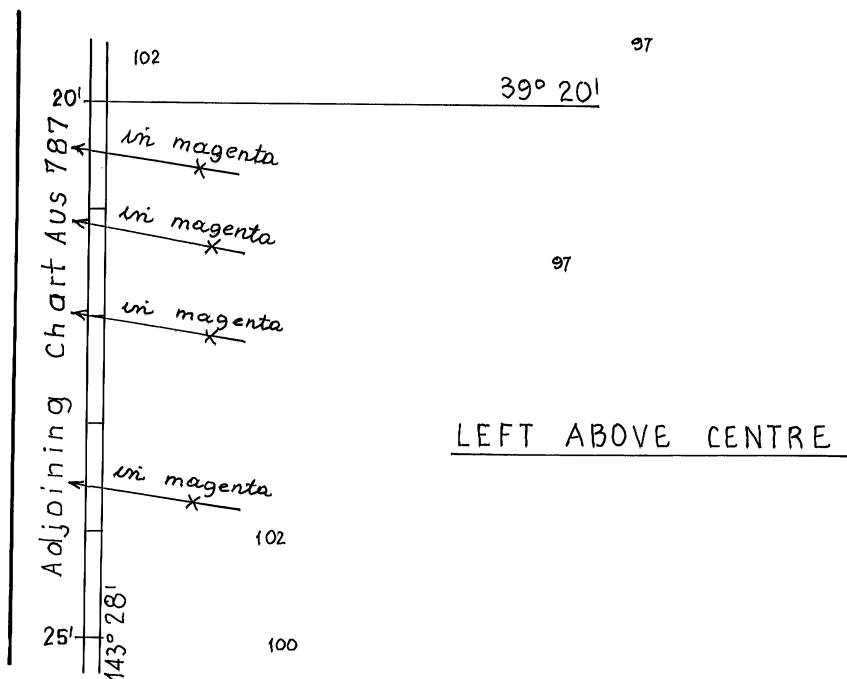 102
97
20'
39° 20'
in magenta
in magenta
97
in magenta
Adjoining Chart Aus 787
LEFT ABOVE CENTRE
in magenta
102
143° 28'
25'
100